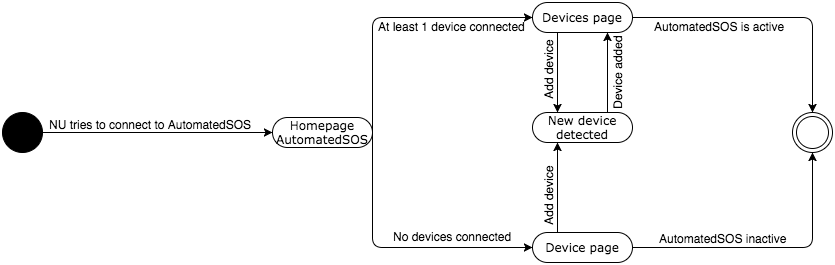 At least 1 device connected
Devices page
AutomatedSOS is active
Add device
Device added
NU tries to connect to AutomatedSOS
Homepage
AutomatedSOS
New device
detected
Add device
No devices connected
Device page
AutomatedSOS inactive